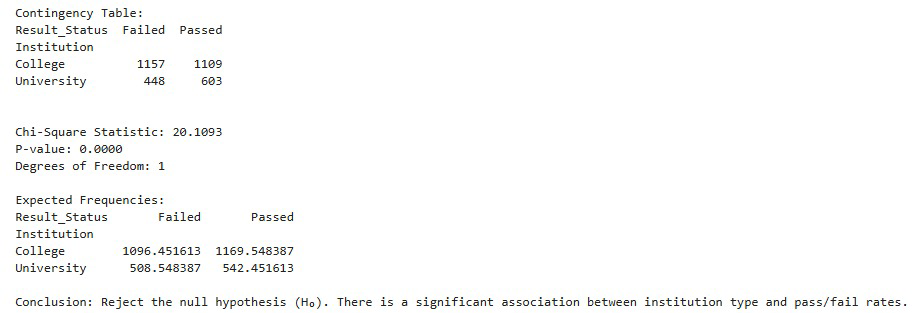 Contingency Table:
Result_Status  Failed  Passed
Institution
College          1157    1109
University        448     603
Chi-Square Statistic: 20.1093
P-value: 0.0000
Degrees of Freedom: 1
Expected Frequencies:
Result_Status       Failed       Passed
Institution
College        1096.451613  1169.548387
University      508.548387   542.451613
Conclusion: Reject the null hypothesis (H₀). There is a significant association between institution type and pass/fail rates.